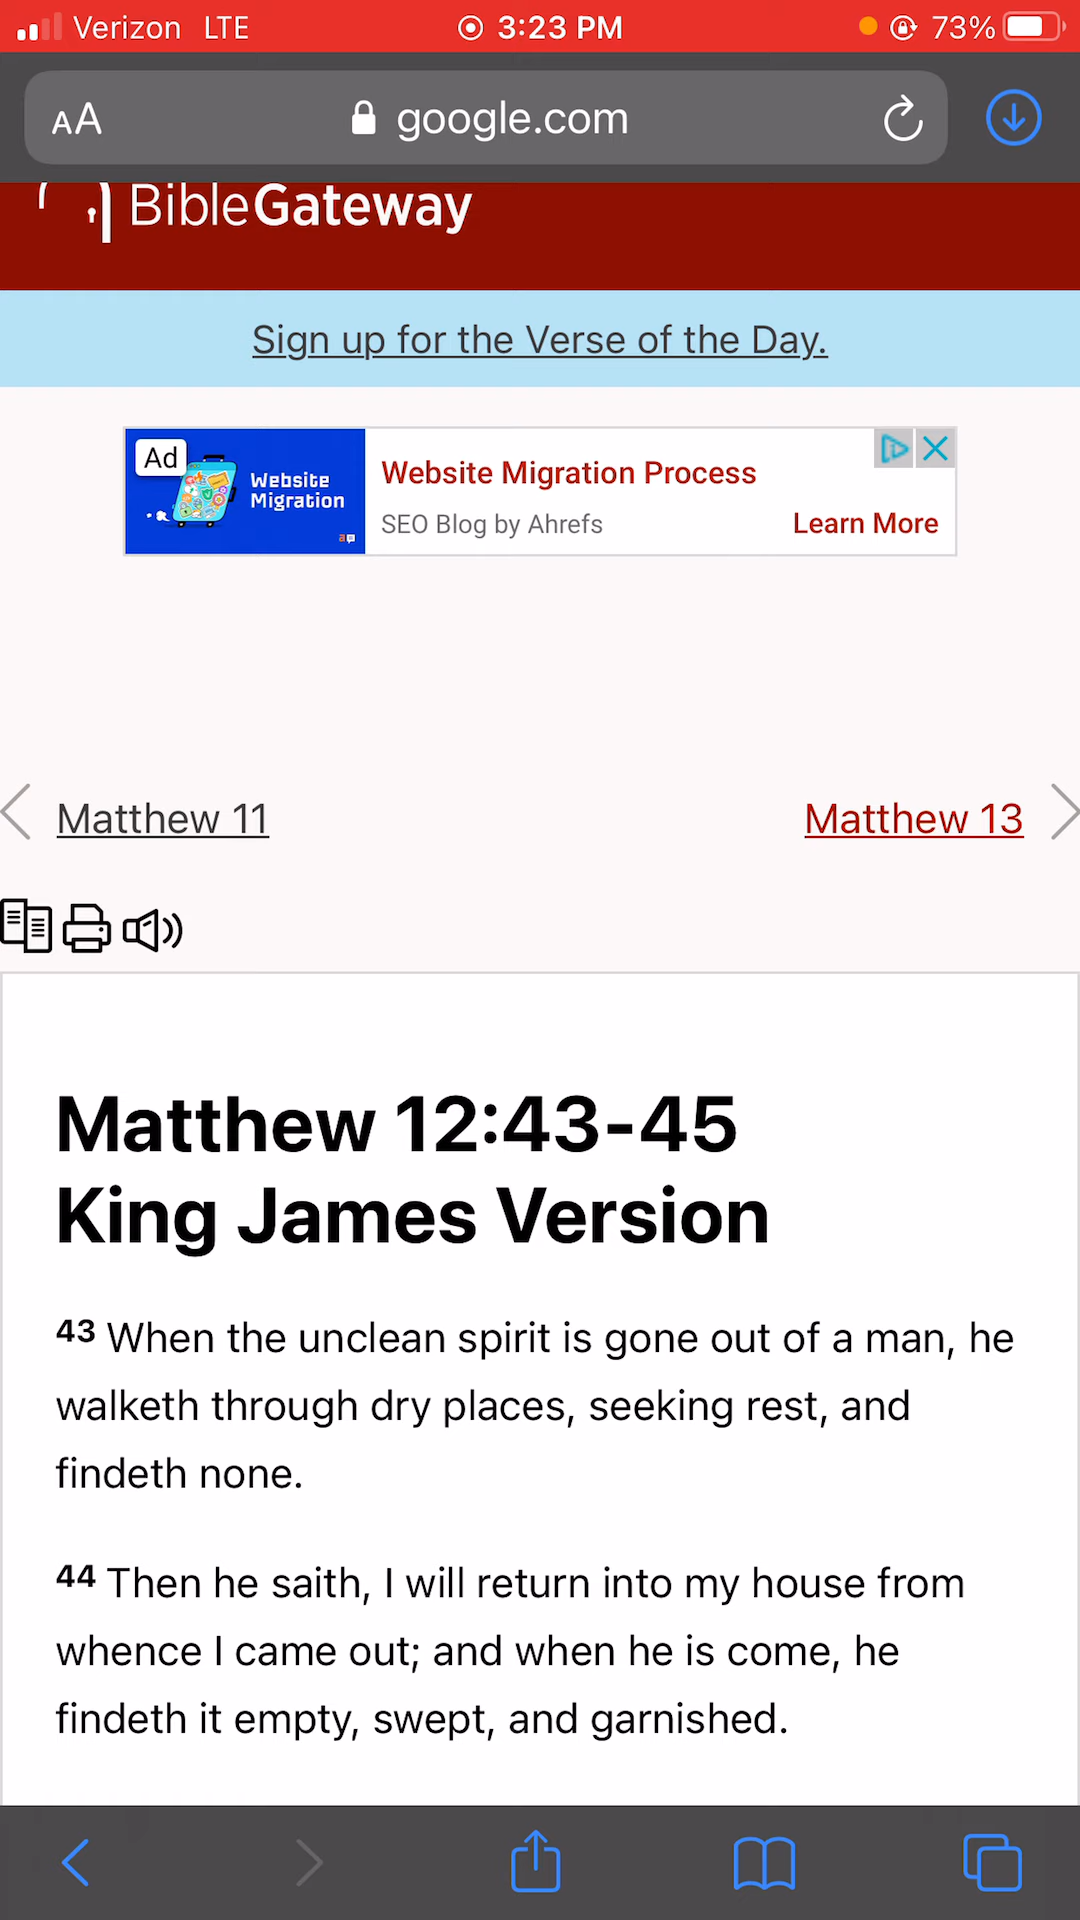 Verizon LTE 3:23 PM 73%
AA google.com
BibleGateway
Sign up for the Verse of the Day.
Ad
Website
Migration
Website Migration Process
SEO Blog by Ahrefs
Learn More
Matthew 11
Matthew 13
Matthew 12:43-45
King James Version
43 When the unclean spirit is gone out of a man, he
walketh through dry places, seeking rest, and
findeth none.
44 Then he saith, I will return into my house from
whence I came out; and when he is come, he
findeth it empty, swept, and garnished.